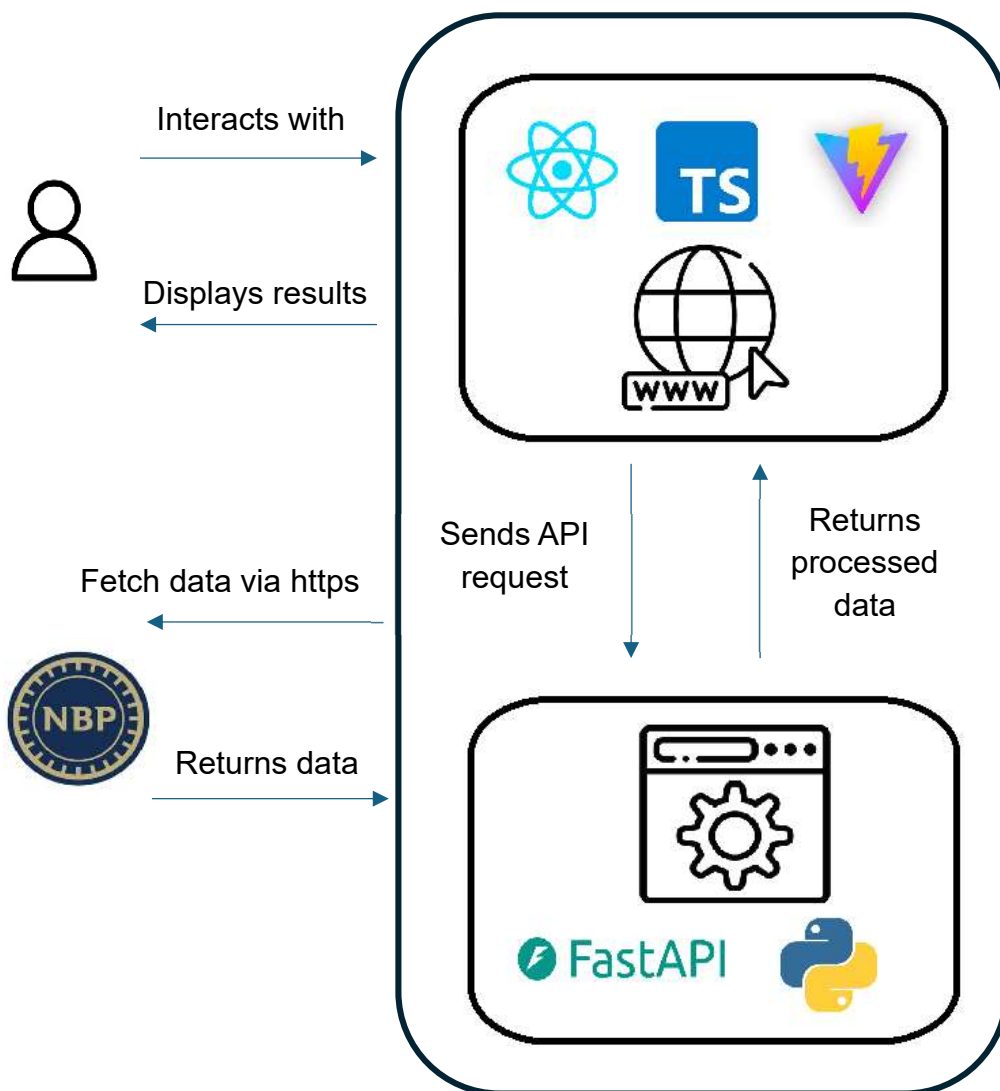 Interacts with
TS
Displays results
WWW
Sends API
request
Returns
processed
data
Fetch data via https
NBP
Returns data
FastAPI